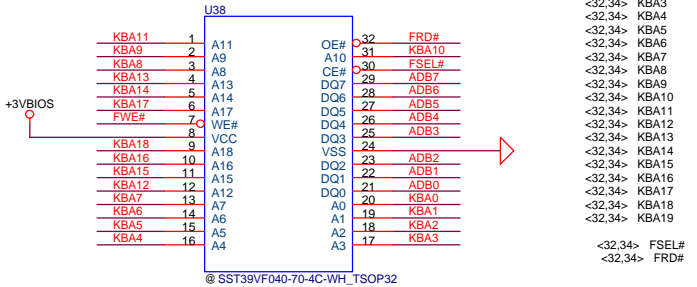 U38
KBA11 1 A11 OE# 32 FRD#
KBA9 2 A9 A10 31 KBA10
KBA8 3 A8 CE# 30 FSEL#
KBA13 4 A13 DQ7 29 ADB7
KBA14 5 A14 DQ6 28 ADB6
KBA17 6 A17 DQ5 27 ADB5
+3VBIOS
FWE# 7 WE# DQ4 26 ADB4
8 VCC DQ3 25 ADB3
KBA18 9 A18 VSS 24
KBA16 10 A16 DQ2 23 ADB2
KBA15 11 A15 DQ1 22 ADB1
KBA12 12 A12 DQ0 21 ADB0
KBA7 13 A7 A0 20 KBA0
KBA6 14 A6 A1 19 KBA1
KBA5 15 A5 A2 18 KBA2
KBA4 16 A4 A3 17 KBA3
@ SST39VF040-70-4C-WH_TSOP32
<32,34> KBA3
<32,34> KBA4
<32,34> KBA5
<32,34> KBA6
<32,34> KBA7
<32,34> KBA8
<32,34> KBA9
<32,34> KBA10
<32,34> KBA11
<32,34> KBA12
<32,34> KBA13
<32,34> KBA14
<32,34> KBA15
<32,34> KBA16
<32,34> KBA17
<32,34> KBA18
<32,34> KBA19
<32,34> FSEL#
<32,34> FRD#